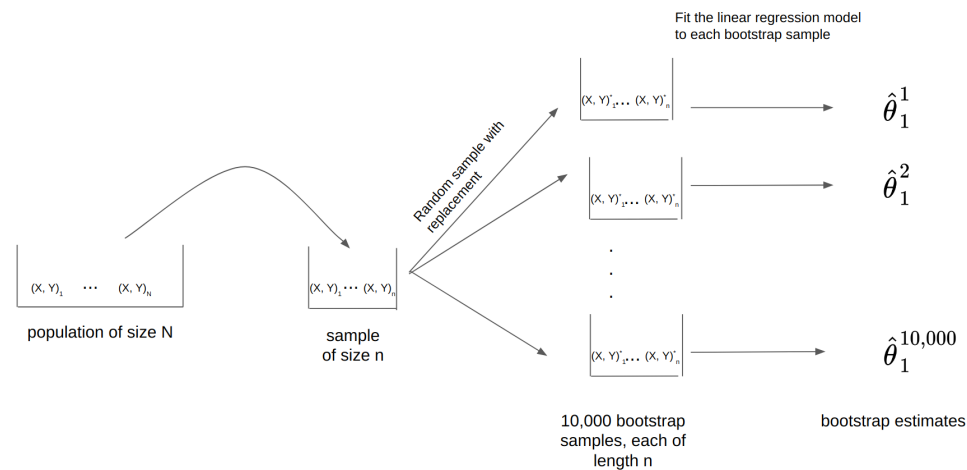 Fit the linear regression model
to each bootstrap sample
(X, Y)*₁... (X, Y)*ₙ
θ̂₁¹
Random sample with
replacement
(X, Y)*₁... (X, Y)*ₙ
θ̂₁²
(X, Y)₁ ... (X, Y)_N
(X, Y)₁ ... (X, Y)ₙ
.
.
.
population of size N
sample
of size n
(X, Y)*₁... (X, Y)*ₙ
θ̂₁¹⁰,⁰⁰⁰
10,000 bootstrap
samples, each of
length n
bootstrap estimates